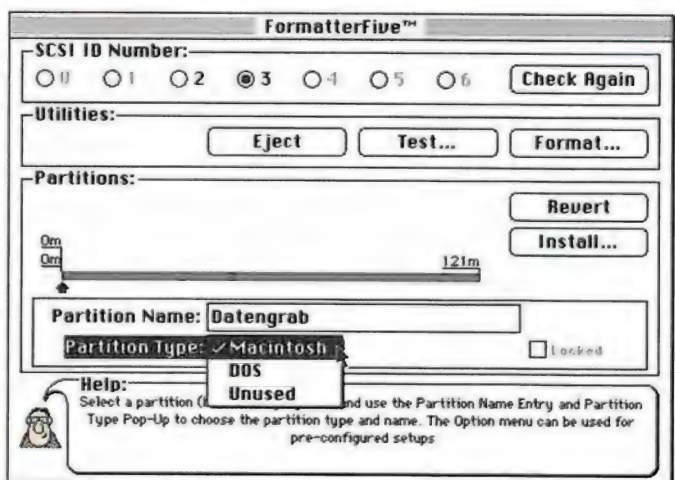 FormatterFive™
SCSI ID Number:
0 1 2 3 4 5 6 Check Again
Utilities:
Eject Test... Format...
Partitions:
Revert
Install...
0m
0m 121m
Partition Name: Datengrab
Partition Type: ✓Macintosh Locked
DOS
Unused
Help:
Select a partition ( and use the Partition Name Entry and Partition
Type Pop-Up to choose the partition type and name. The Option menu can be used for
pre-configured setups